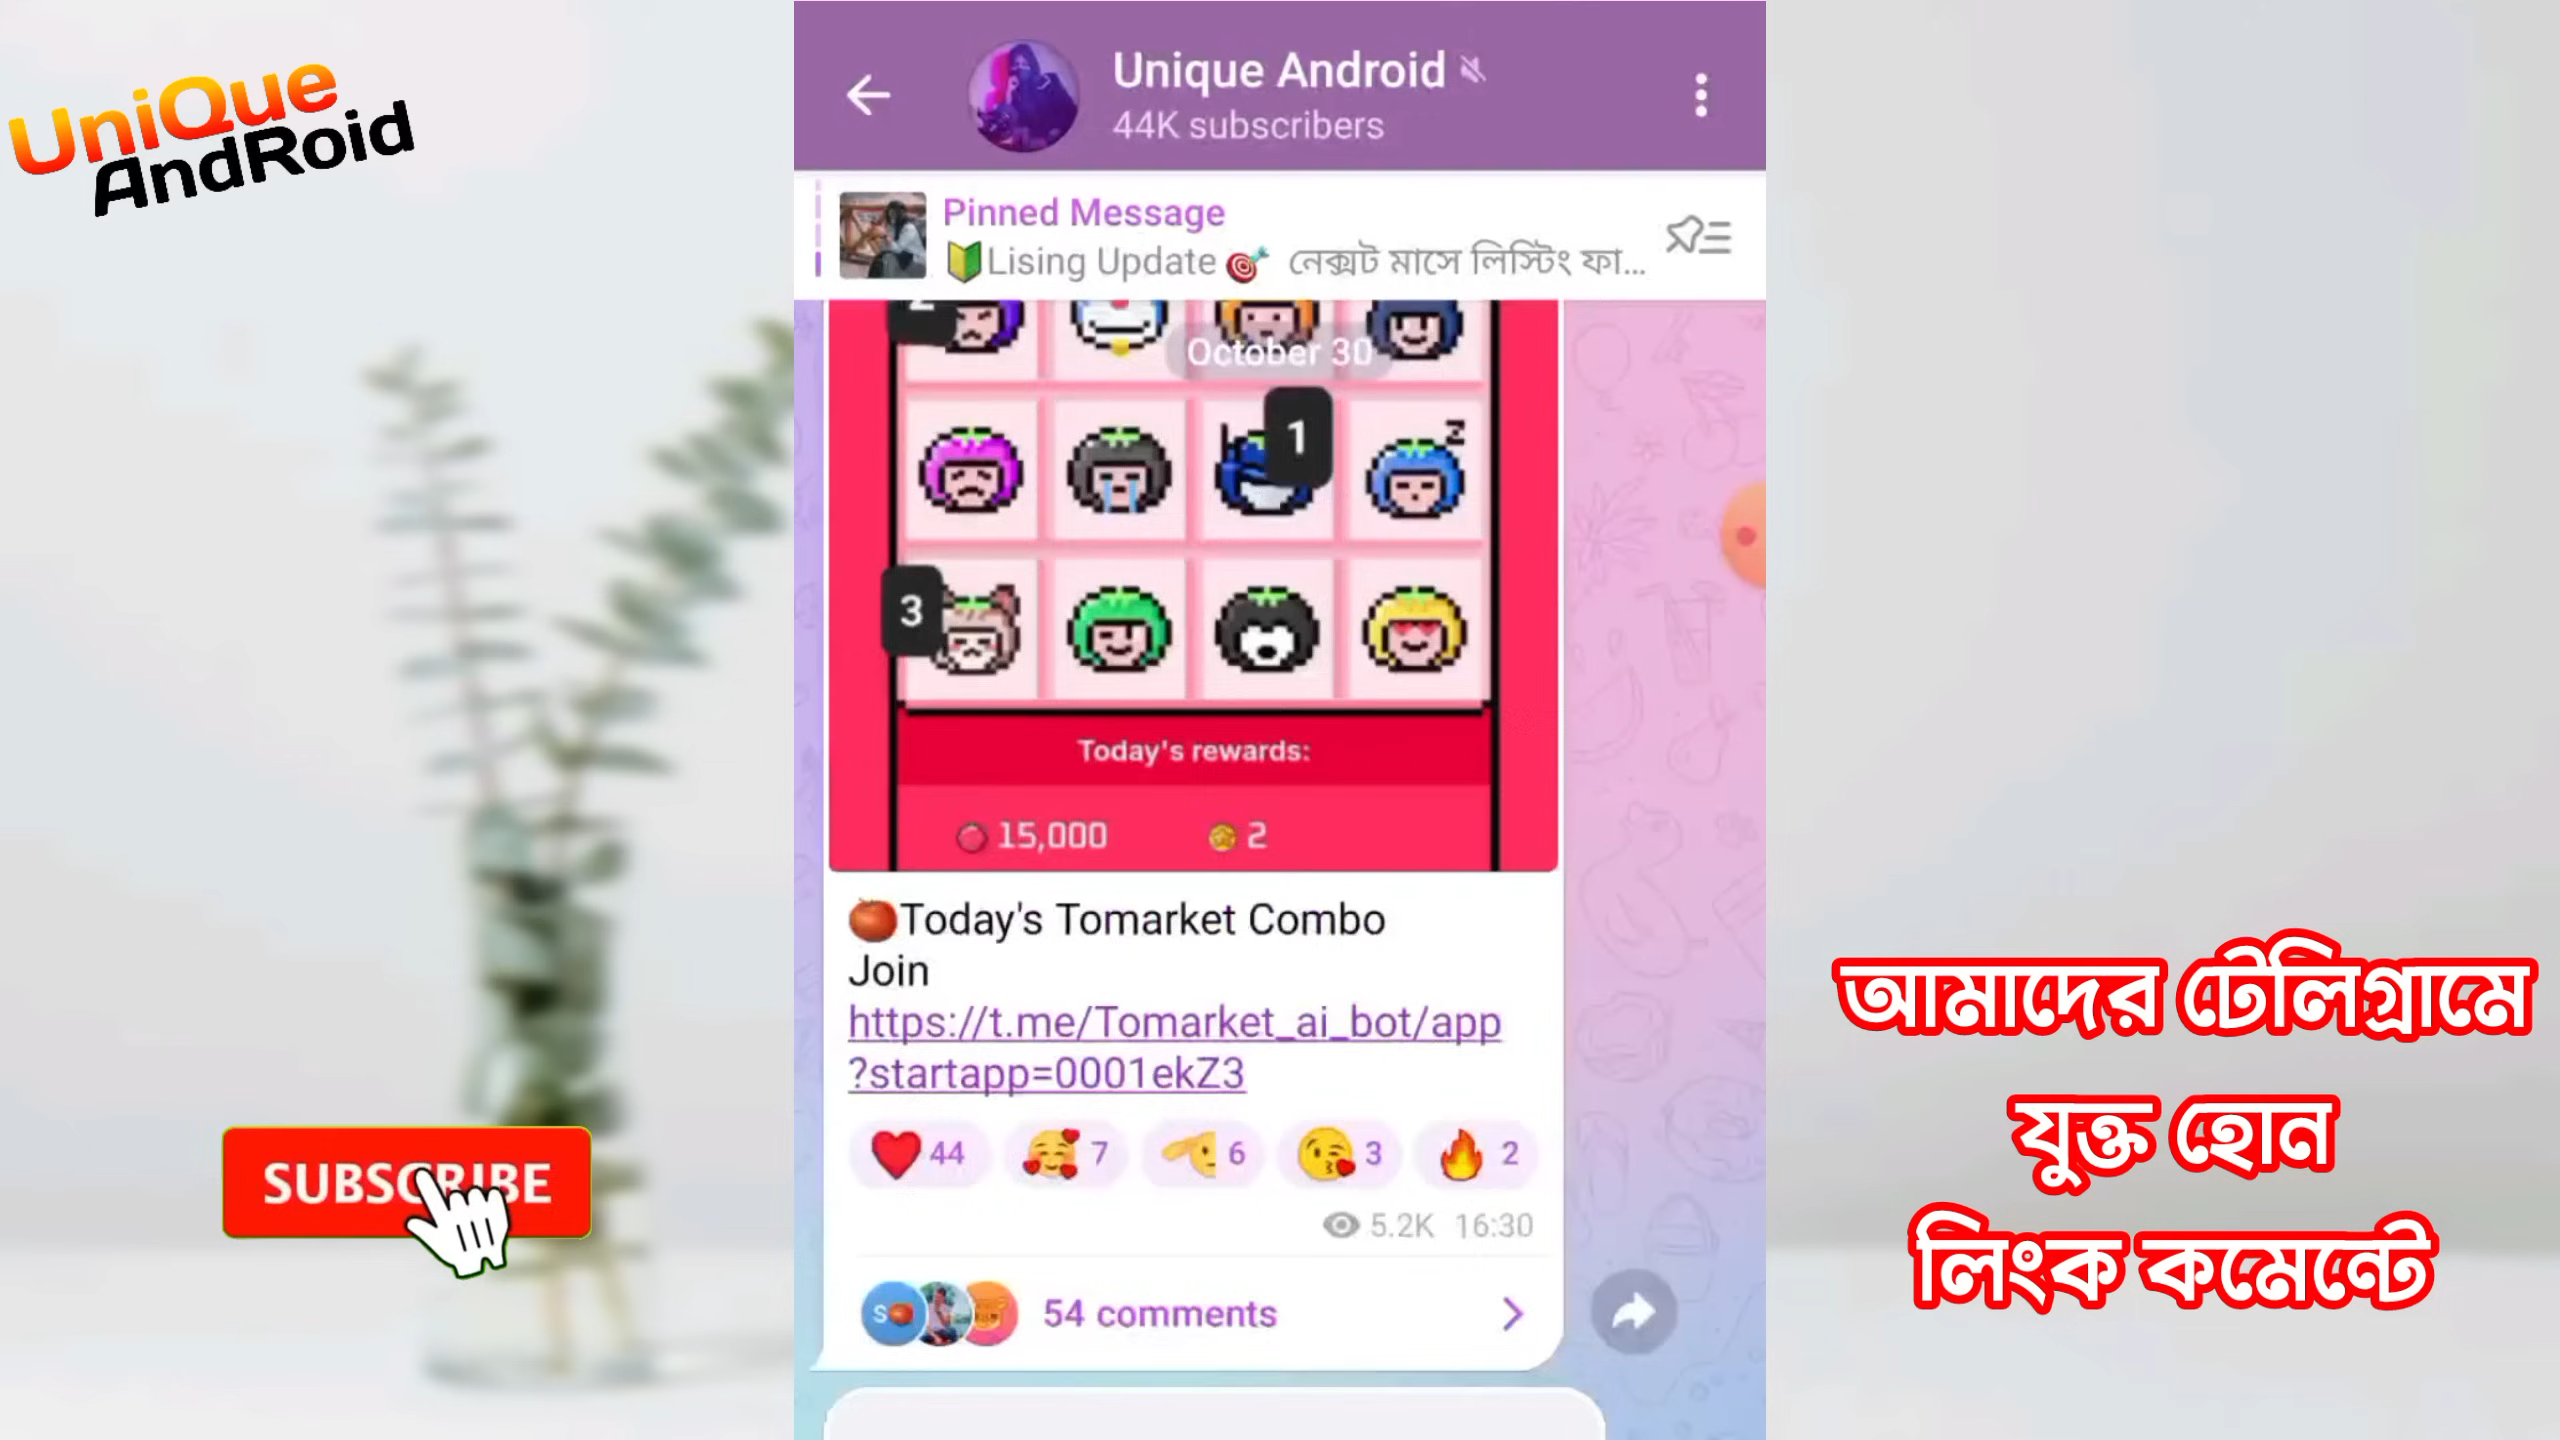 UniQue
AndRoid
Unique Android
44K subscribers
Pinned Message
Lising Update নেক্সট মাসে লিস্টিং ফা...
2
October 30
1
z
3
Today's rewards:
15,000 2
Today's Tomarket Combo
Join
https://t.me/Tomarket_ai_bot/app
?startapp=0001ekZ3
44 7 6 3 2
5.2K 16:30
S
54 comments
SUBSCRIBE
আমাদের টেলিগ্রামে
যুক্ত হোন
লিংক কমেন্টে